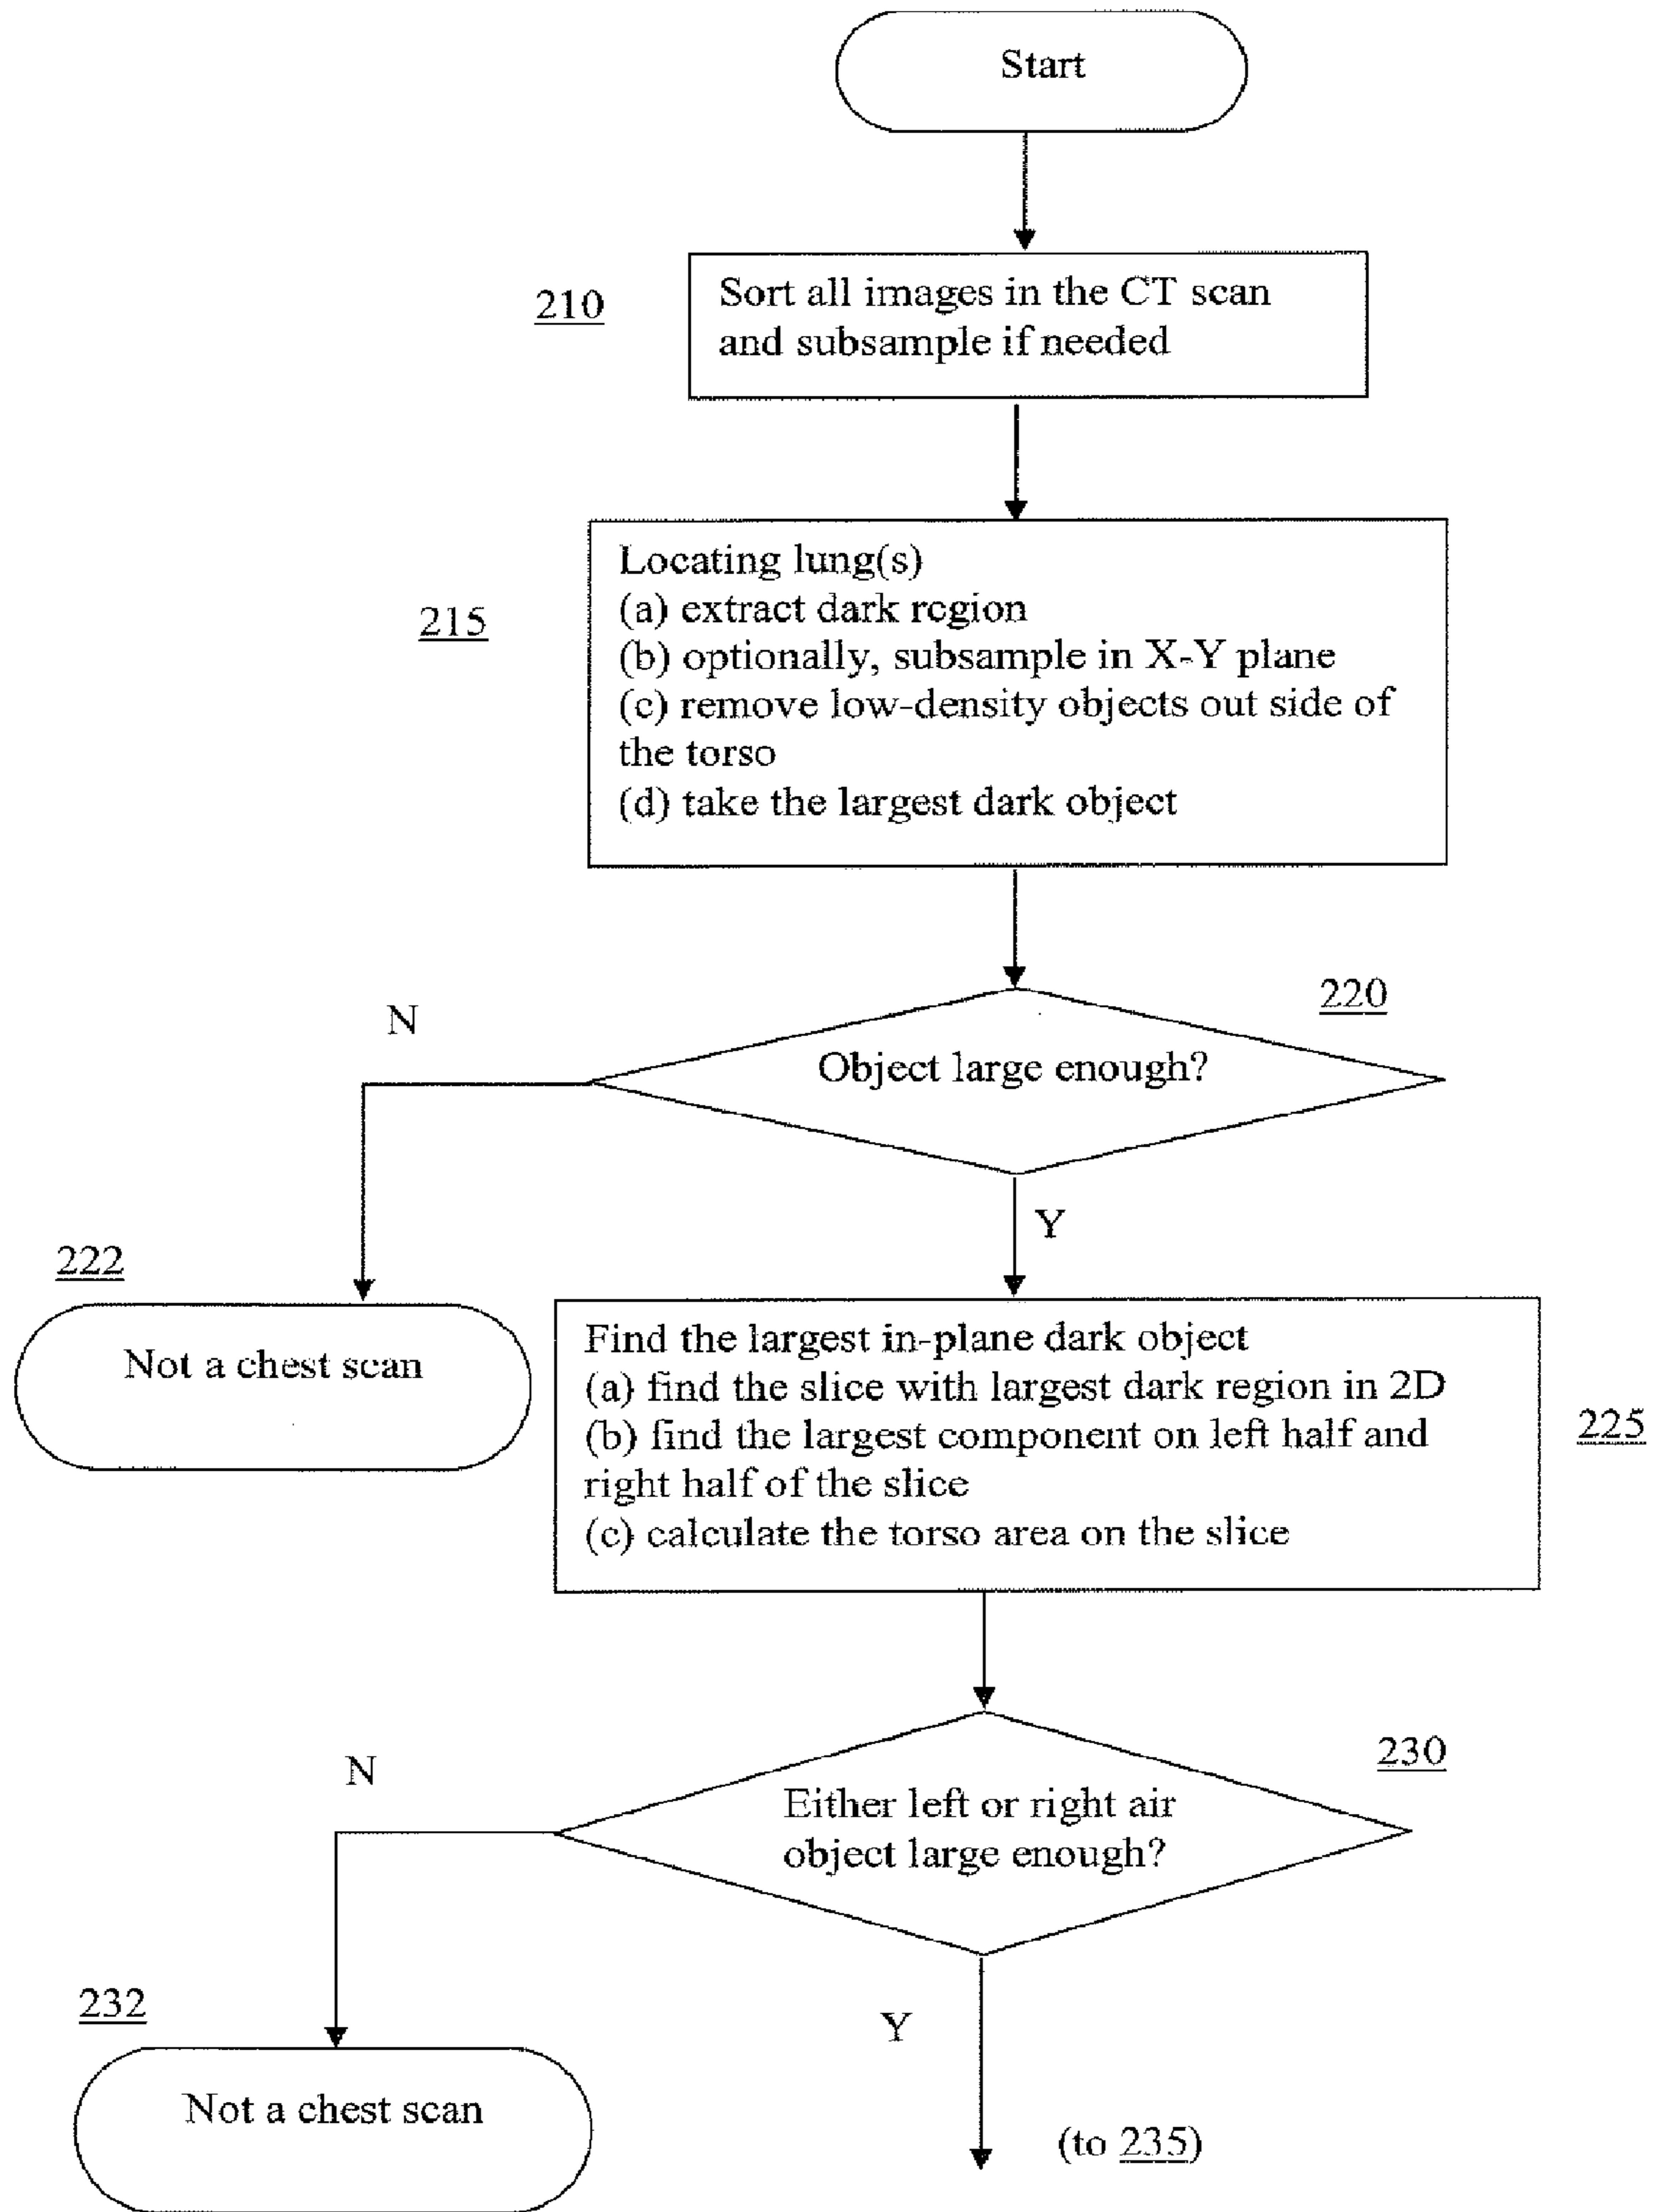 Start
210
Sort all images in the CT scan
and subsample if needed
215
Locating lung(s)
(a) extract dark region
(b) optionally, subsample in X-Y plane
(c) remove low-density objects out side of
the torso
(d) take the largest dark object
220
N
Object large enough?
Y
222
Not a chest scan
Find the largest in-plane dark object
(a) find the slice with largest dark region in 2D
(b) find the largest component on left half and
right half of the slice
(c) calculate the torso area on the slice
225
230
N
Either left or right air
object large enough?
232
Y
Not a chest scan
(to 235)